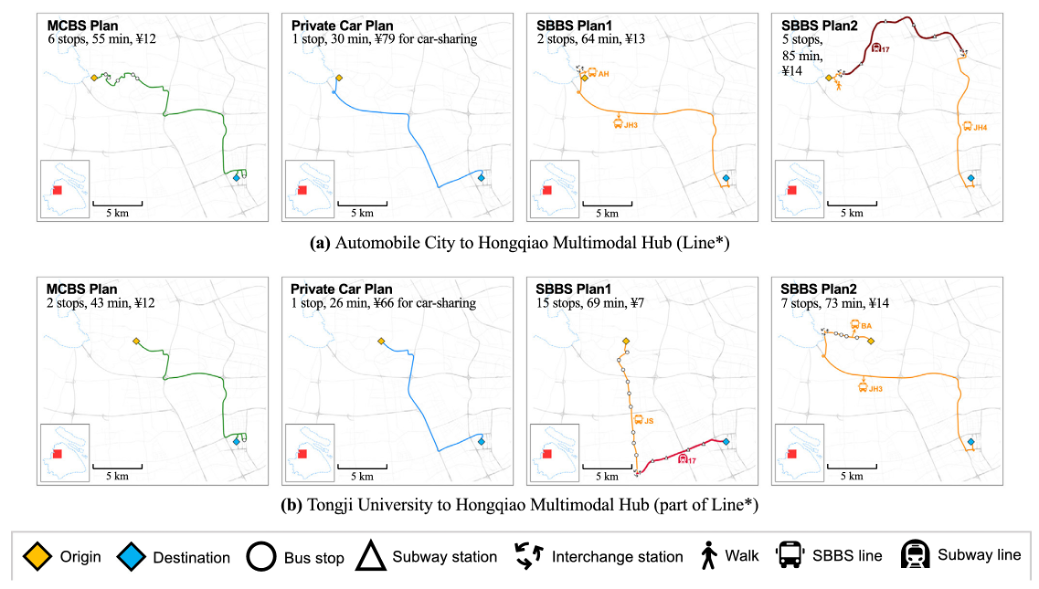 MCBS Plan
6 stops, 55 min, ¥12
5 km
Private Car Plan
1 stop, 30 min, ¥79 for car-sharing
5 km
SBBS Plan1
2 stops, 64 min, ¥13
AH
JH3
5 km
SBBS Plan2
5 stops,
85 min,
¥14
17
JH4
5 km
(a) Automobile City to Hongqiao Multimodal Hub (Line*)
MCBS Plan
2 stops, 43 min, ¥12
5 km
Private Car Plan
1 stop, 26 min, ¥66 for car-sharing
5 km
SBBS Plan1
15 stops, 69 min, ¥7
JS
17
5 km
SBBS Plan2
7 stops, 73 min, ¥14
BA
JH3
5 km
(b) Tongji University to Hongqiao Multimodal Hub (part of Line*)
Origin
Destination
Bus stop
Subway station
Interchange station
Walk
SBBS line
Subway line